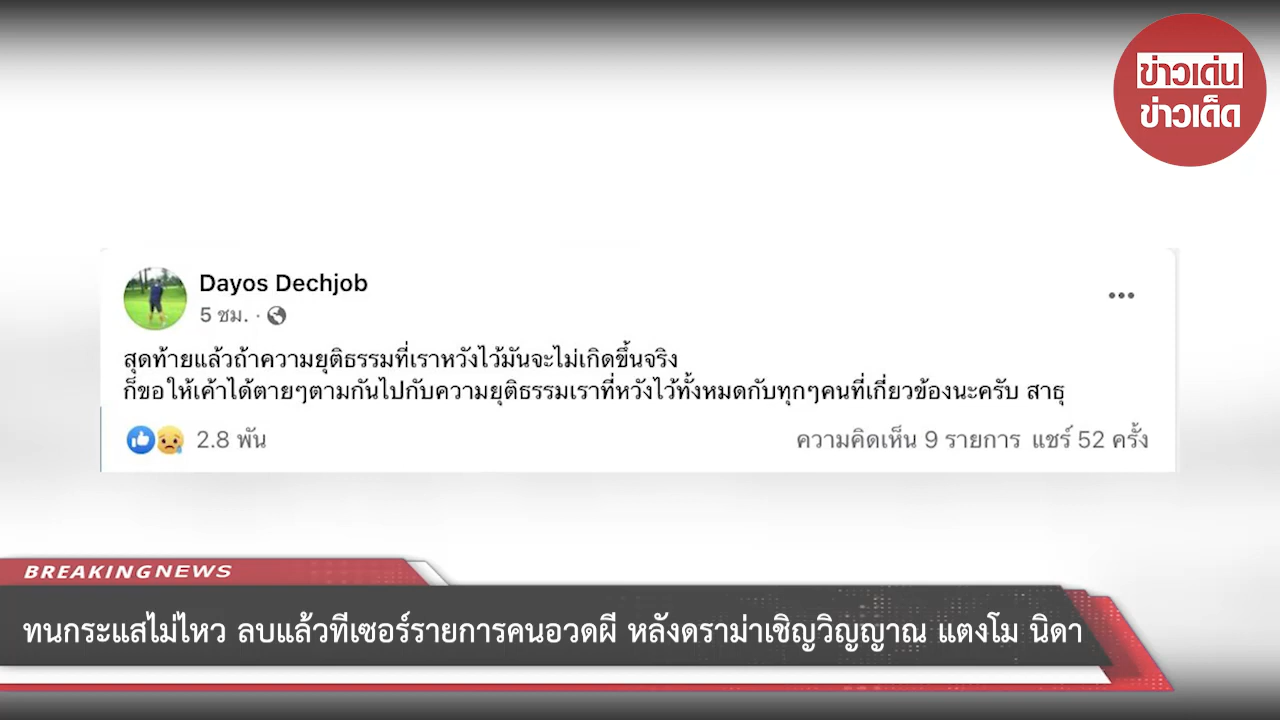 ข่าวเด่น
ข่าวเด็ด
Dayos Dechjob
5 ชม. ·
สุดท้ายแล้วถ้าความยุติธรรมที่เราหวังไว้มันจะไม่เกิดขึ้นจริง
ก็ขอให้เค้าได้ตายๆตามกันไปกับความยุติธรรมเราที่หวังไว้ทั้งหมดกับทุกๆคนที่เกี่ยวข้องนะครับ สาธุ
2.8 พัน
ความคิดเห็น 9 รายการ แชร์ 52 ครั้ง
BREAKINGNEWS
ทนกระแสไม่ไหว ลบแล้วทีเซอร์รายการคนอวดผี หลังดราม่าเชิญวิญญาณ แตงโม นิดา